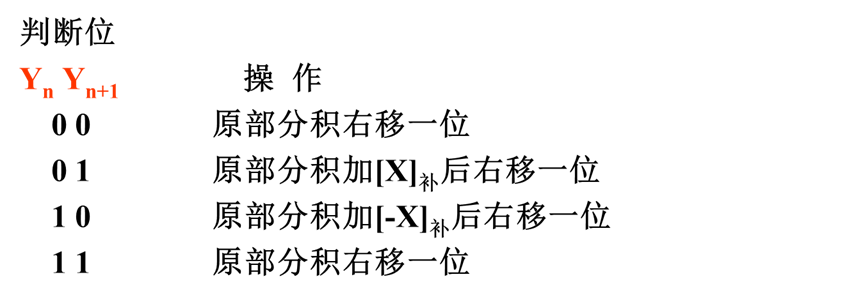 判断位
Yn Yn+1 操 作
0 0 原部分积右移一位
0 1 原部分积加[X]补后右移一位
1 0 原部分积加[-X]补后右移一位
1 1 原部分积右移一位